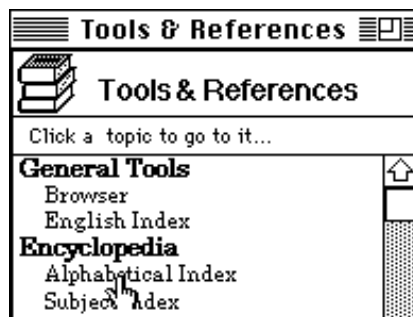 Tools & References
Tools & References
Click a topic to go to it...
General Tools
Browser
English Index
Encyclopedia
Alphabetical Index
Subject Index